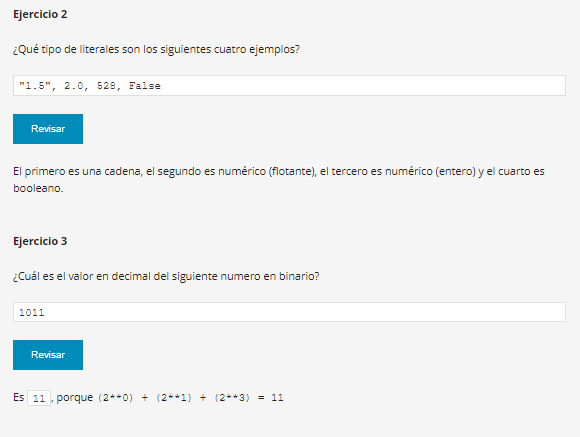 Ejercicio 2
¿Qué tipo de literales son los siguientes cuatro ejemplos?
"1.5", 2.0, 528, False
Revisar
El primero es una cadena, el segundo es numérico (flotante), el tercero es numérico (entero) y el cuarto es
booleano.
Ejercicio 3
¿Cuál es el valor en decimal del siguiente numero en binario?
1011
Revisar
Es 11, porque (2**0) + (2**1) + (2**3) = 11